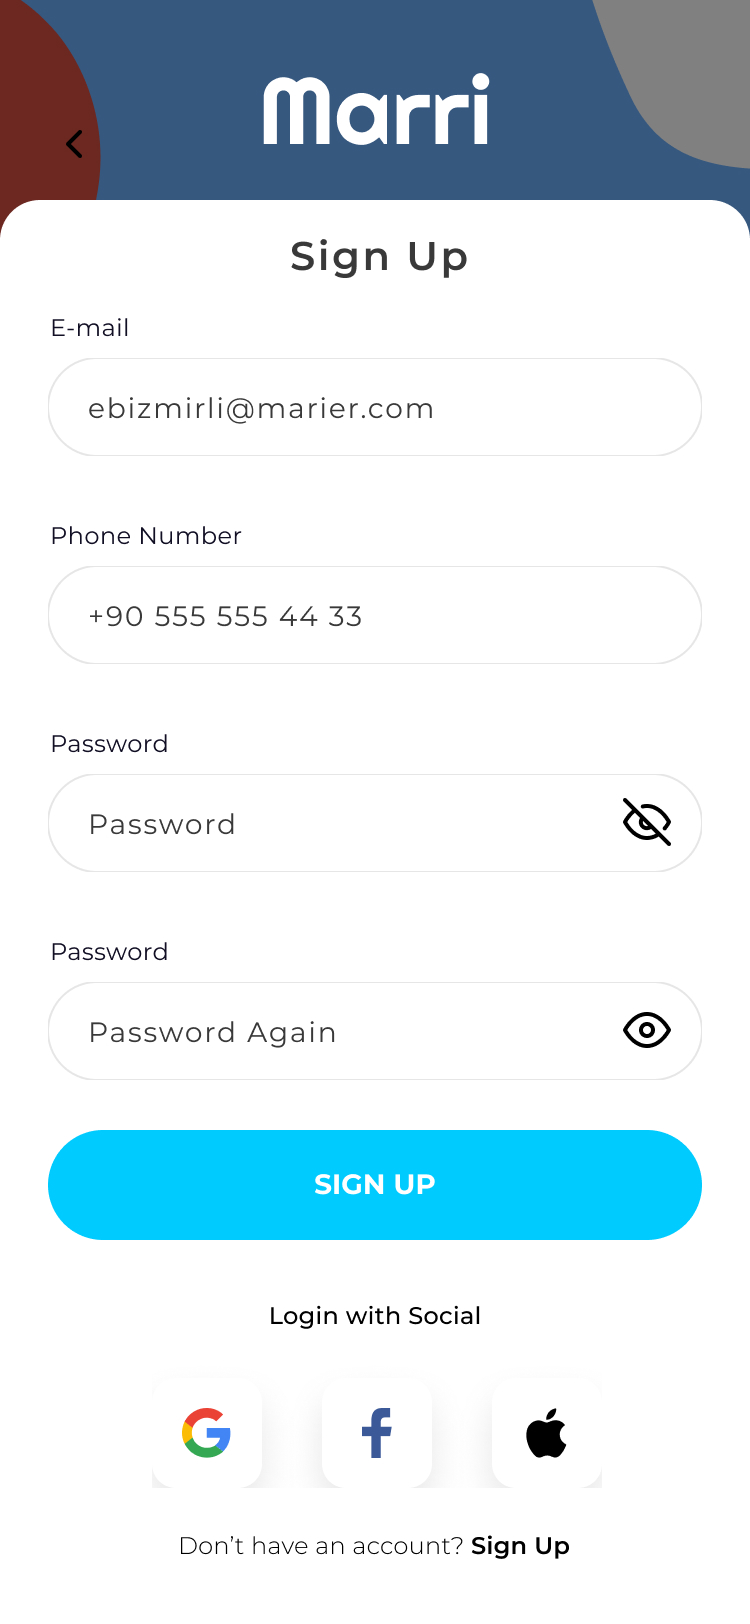 Marri
Sign Up
E-mail
ebizmirli@marier.com
Phone Number
+90 555 555 44 33
Password
Password
Password
Password Again
SIGN UP
Login with Social
Don’t have an account? Sign Up